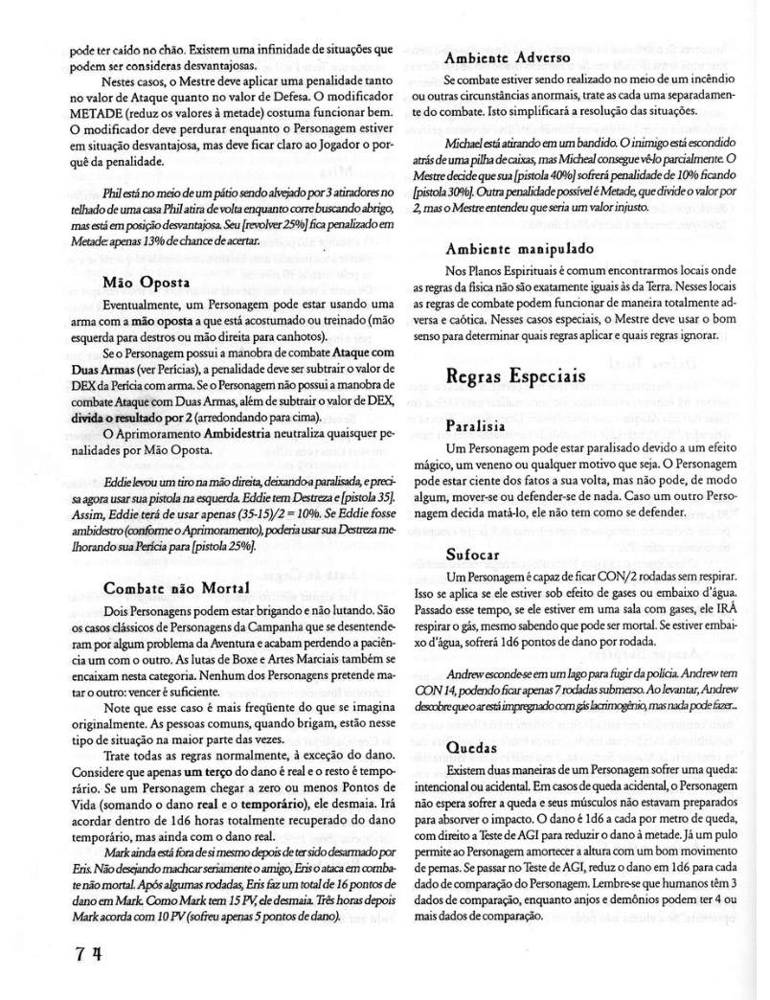 pode ter caído no chão. Existem uma infinidade de situações que
podem ser consideras desvantajosas.
Nestes casos, o Mestre deve aplicar uma penalidade tanto
no valor de Ataque quanto no valor de Defesa. O modificador
METADE (reduz os valores à metade) costuma funcionar bem.
O modificador deve perdurar enquanto o Personagem estiver
em situação desvantajosa, mas deve ficar claro ao Jogador o por-
quê da penalidade.
Phil está no meio de um pátio sendo alvejado por 3 atiradores no
telhado de uma casa Phil atira de volta enquanto corre buscando abrigo,
mas está em posição desvantajosa. Seu [revolver 25%] fica penalizado em
Metade: apenas 13% de chance de acertar.
Mão Oposta
Eventualmente, um Personagem pode estar usando uma
arma com a mão oposta a que está acostumado ou treinado (mão
esquerda para destros ou mão direita para canhotos).
Se o Personagem possui a manobra de combate Ataque com
Duas Armas (ver Perícias), a penalidade deve ser subtrair o valor de
DEX da Perícia com arma. Se o Personagem não possui a manobra de
combate Ataque com Duas Armas, além de subtrair o valor de DEX,
divida o resultado por 2 (arredondando para cima).
O Aprimoramento Ambidestria neutraliza quaisquer pe-
nalidades por Mão Oposta.
Eddie levou um tiro na mão direita, deixando-a paralisada, e preci-
sa agora usar sua pistola na esquerda. Eddie tem Destreza e [pistola 35].
Assim, Eddie terá de usar apenas (35-15)/2 = 10%. Se Eddie fosse
ambidestro (conforme o Aprimoramento), poderia usar sua Destreza me-
lhorando sua Perícia para [pistola 25%].
Combate não Mortal
Dois Personagens podem estar brigando e não lutando. São
os casos clássicos de Personagens da Campanha que se desentende-
ram por algum problema da Aventura e acabam perdendo a paciên-
cia um com o outro. As lutas de Boxe e Artes Marciais também se
encaixam nesta categoria. Nenhum dos Personagens pretende ma-
tar o outro: vencer é suficiente.
Note que esse caso é mais freqüente do que se imagina
originalmente. As pessoas comuns, quando brigam, estão nesse
tipo de situação na maior parte das vezes.
Trate todas as regras normalmente, à exceção do dano.
Considere que apenas um terço do dano é real e o resto é tempo-
rário. Se um Personagem chegar a zero ou menos Pontos de
Vida (somando o dano real e o temporário), ele desmaia. Irá
acordar dentro de 1d6 horas totalmente recuperado do dano
temporário, mas ainda com o dano real.
Mark ainda está fora de si mesmo depois de ter sido desarmado por
Eris. Não desejando machcar seriamente o amigo, Eris o ataca em comba-
te não mortal. Após algumas rodadas, Eris faz um total de 16 pontos de
dano em Mark. Como Mark tem 15 PV, ele desmaia. Três horas depois
Mark acorda com 10 PV (sofreu apenas 5 pontos de dano).
74
Ambiente Adverso
Se combate estiver sendo realizado no meio de um incêndio
ou outras circunstâncias anormais, trate as cada uma separadamen-
te do combate. Isto simplificará a resolução das situações.
Michael está atirando em um bandido. O inimigo está escondido
atrás de uma pilha de caixas, mas Micheal consegue vê-lo parcialmente. O
Mestre decide que sua [pistola 40%] sofrerá penalidade de 10% ficando
[pistola 30%]. Outra penalidade possível é Metade, que divide o valor por
2, mas o Mestre entendeu que seria um valor injusto.
Ambiente manipulado
Nos Planos Espirituais é comum encontrarmos locais onde
as regras da física não são exatamente iguais às da Terra. Nesses locais
as regras de combate podem funcionar de maneira totalmente ad-
versa e caótica. Nesses casos especiais, o Mestre deve usar o bom
senso para determinar quais regras aplicar e quais regras ignorar.
Regras Especiais
Paralisia
Um Personagem pode estar paralisado devido a um efeito
mágico, um veneno ou qualquer motivo que seja. O Personagem
pode estar ciente dos fatos a sua volta, mas não pode, de modo
algum, mover-se ou defender-se de nada. Caso um outro Perso-
nagem decida matá-lo, ele não tem como se defender.
Sufocar
Um Personagem é capaz de ficar CON/2 rodadas sem respirar.
Isso se aplica se ele estiver sob efeito de gases ou embaixo d'água.
Passado esse tempo, se ele estiver em uma sala com gases, ele IRÁ
respirar o gás, mesmo sabendo que pode ser mortal. Se estiver embai-
xo d'água, sofrerá 1d6 pontos de dano por rodada.
Andrew esconde-se em um lago para fugir da polícia. Andrew tem
CON 14, podendo ficar apenas 7 rodadas submerso. Ao levantar, Andrew
descobre que o ar está impregnado com gás lacrimogênio, mas nada pode fazer...
Quedas
Existem duas maneiras de um Personagem sofrer uma queda:
intencional ou acidental. Em casos de queda acidental, o Personagem
não espera sofrer a queda e seus músculos não estavam preparados
para absorver o impacto. O dano é 1d6 a cada por metro de queda,
com direito a Teste de AGI para reduzir o dano à metade. Já um pulo
permite ao Personagem amortecer a altura com um bom movimento
de pernas. Se passar no Teste de AGI, reduz o dano em 1d6 para cada
dado de comparação do Personagem. Lembre-se que humanos têm 3
dados de comparação, enquanto anjos e demônios podem ter 4 ou
mais dados de comparação.